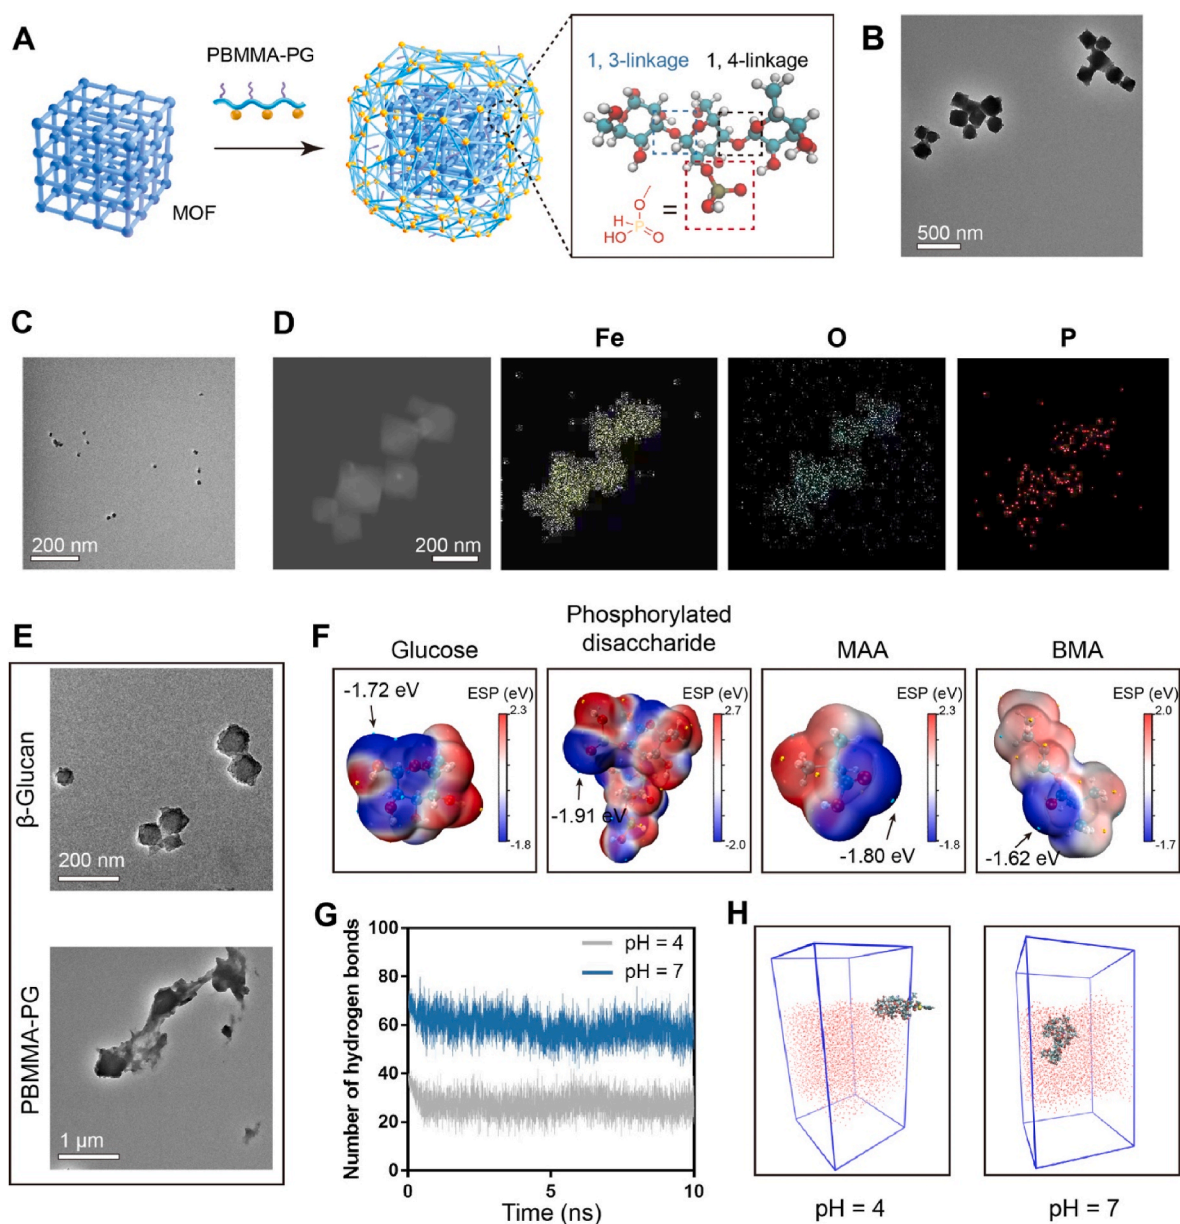 A
PBMMA-PG
MOF
1, 3-linkage
1, 4-linkage
O
H P
HO O
=
B
500 nm
C
200 nm
D
200 nm
Fe
O
P
E
β-Glucan
200 nm
PBMMA-PG
1 μm
F
Glucose
-1.72 eV
ESP (eV)
2.3
-1.8
Phosphorylated
disaccharide
-1.91 eV
ESP (eV)
2.7
-2.0
MAA
-1.80 eV
ESP (eV)
2.3
-1.8
BMA
-1.62 eV
ESP (eV)
2.0
-1.7
G
Number of hydrogen bonds
100
80
60
40
20
0
pH = 4
pH = 7
0
5
10
Time (ns)
H
pH = 4
pH = 7